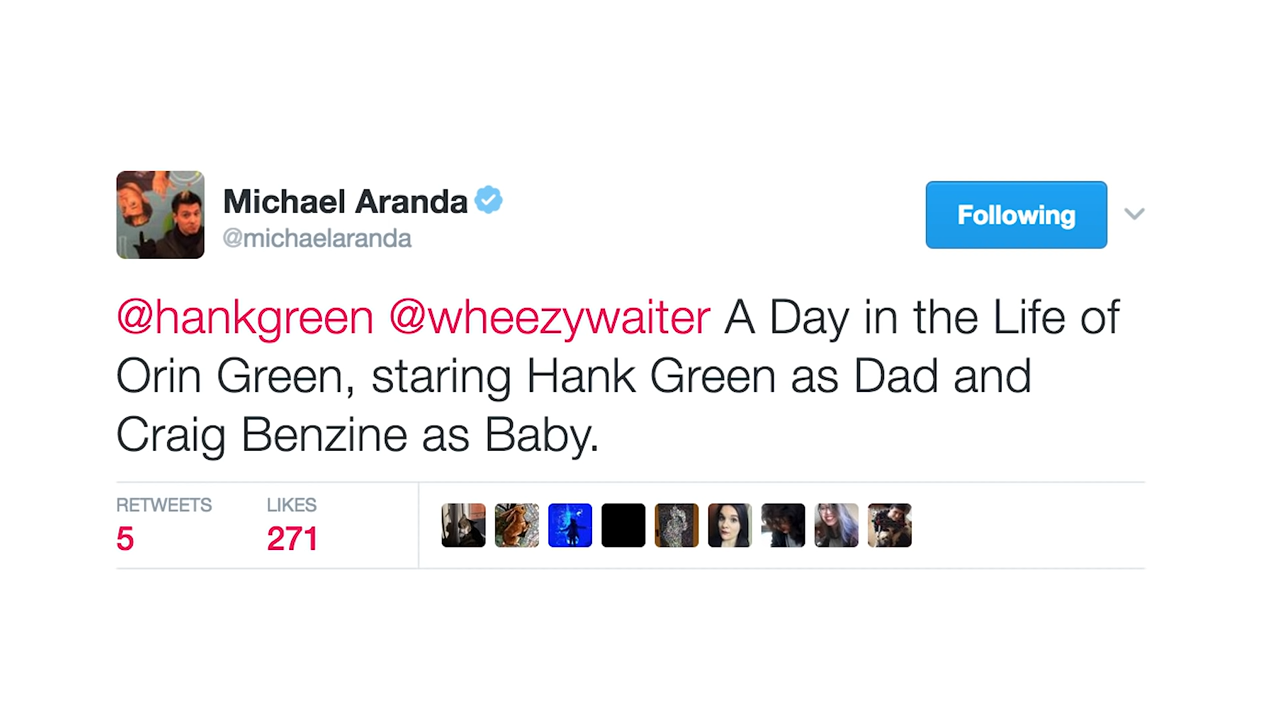 Michael Aranda
@michaelaranda
Following
@hankgreen @wheezywaiter A Day in the Life of
Orin Green, staring Hank Green as Dad and
Craig Benzine as Baby.
RETWEETS LIKES
5 271